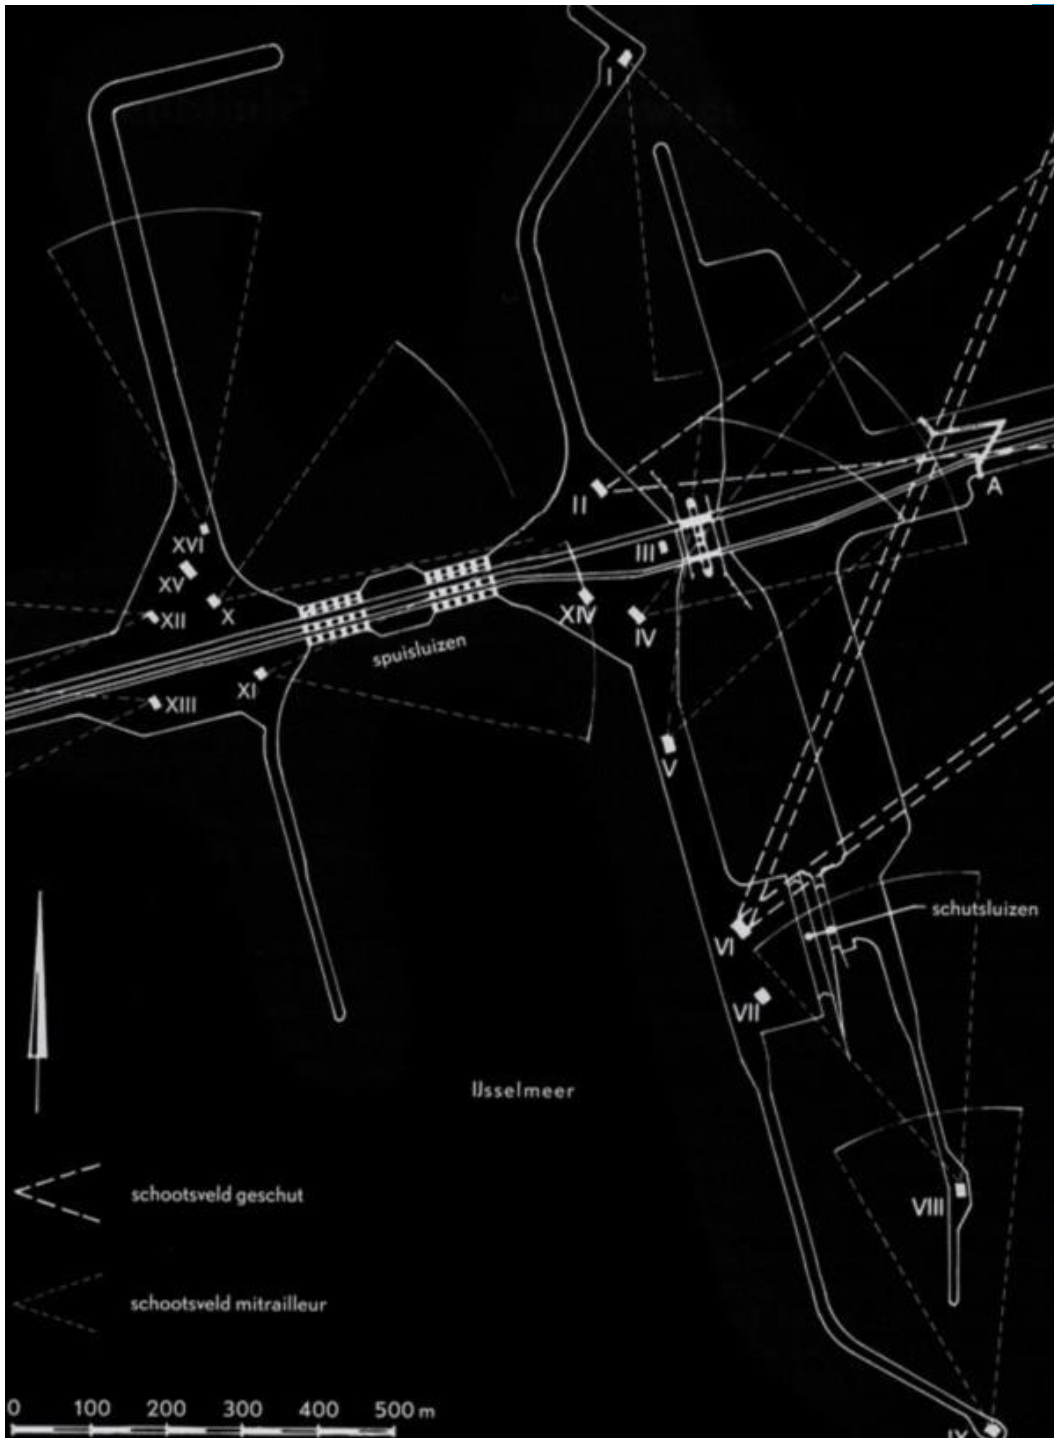 I
II
A
XVI
III
XV
X
XII
XIV
IV
spuisluizen
XI
XIII
V
schutsluizen
VI
VII
IJsselmeer
schootsveld geschut
VIII
schootsveld mitrailleur
0 100 200 300 400 500 m
IX